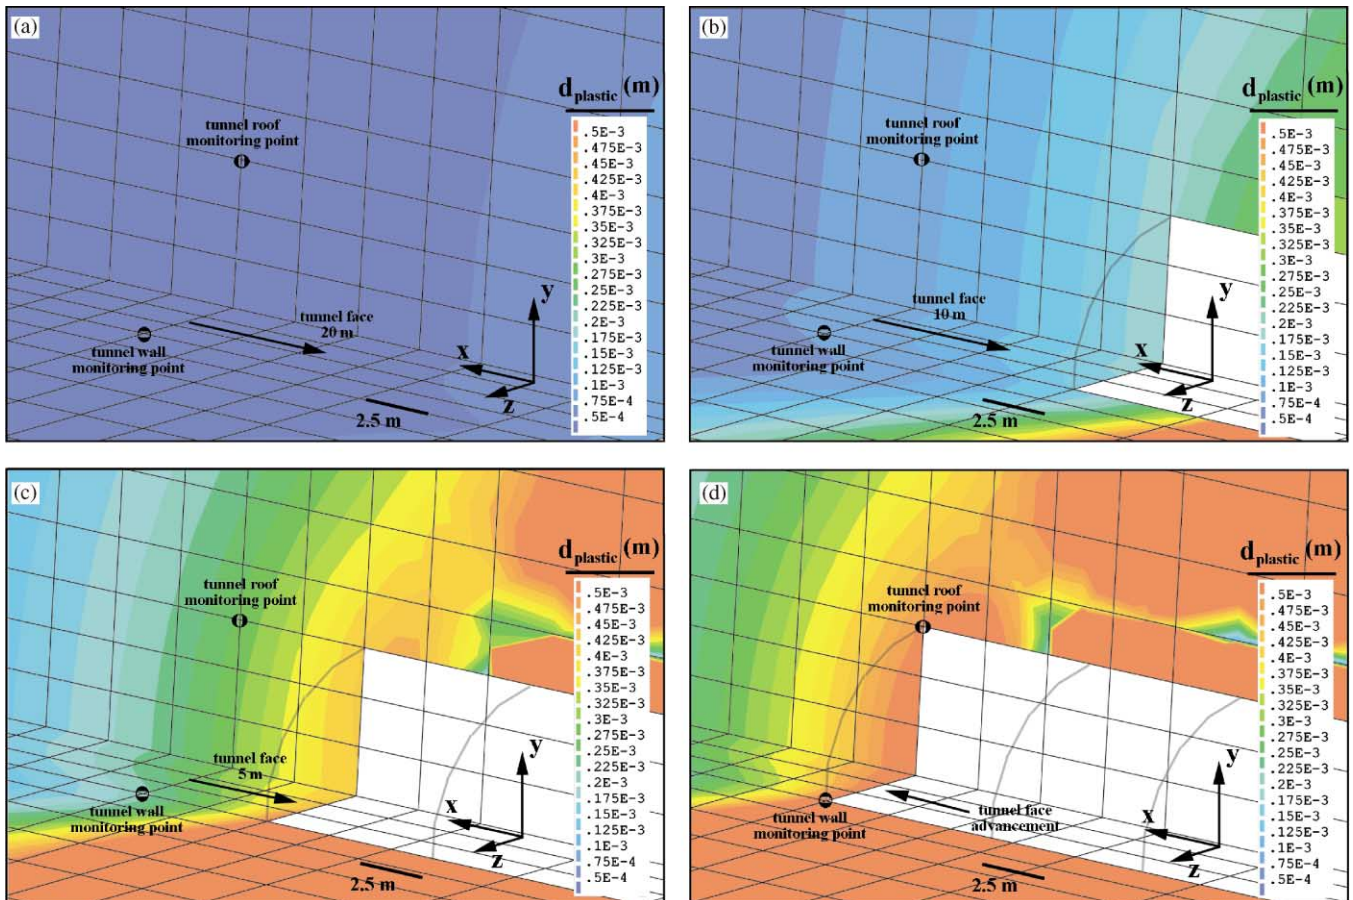 (a)
d plastic (m)
.5E-3
.475E-3
.45E-3
.425E-3
.4E-3
.375E-3
.35E-3
.325E-3
.3E-3
.275E-3
.25E-3
.225E-3
.2E-3
.175E-3
.15E-3
.125E-3
.1E-3
.75E-4
.5E-4
tunnel roof
monitoring point
tunnel face
20 m
tunnel wall
monitoring point
y
x
z
2.5 m
(b)
d plastic (m)
.5E-3
.475E-3
.45E-3
.425E-3
.4E-3
.375E-3
.35E-3
.325E-3
.3E-3
.275E-3
.25E-3
.225E-3
.2E-3
.175E-3
.15E-3
.125E-3
.1E-3
.75E-4
.5E-4
tunnel roof
monitoring point
tunnel face
10 m
tunnel wall
monitoring point
y
x
z
2.5 m
(c)
d plastic (m)
.5E-3
.475E-3
.45E-3
.425E-3
.4E-3
.375E-3
.35E-3
.325E-3
.3E-3
.275E-3
.25E-3
.225E-3
.2E-3
.175E-3
.15E-3
.125E-3
.1E-3
.75E-4
.5E-4
tunnel roof
monitoring point
tunnel face
5 m
tunnel wall
monitoring point
y
x
z
2.5 m
(d)
d plastic (m)
.5E-3
.475E-3
.45E-3
.425E-3
.4E-3
.375E-3
.35E-3
.325E-3
.3E-3
.275E-3
.25E-3
.225E-3
.2E-3
.175E-3
.15E-3
.125E-3
.1E-3
.75E-4
.5E-4
tunnel roof
monitoring point
tunnel face
advancement
tunnel wall
monitoring point
y
x
z
2.5 m